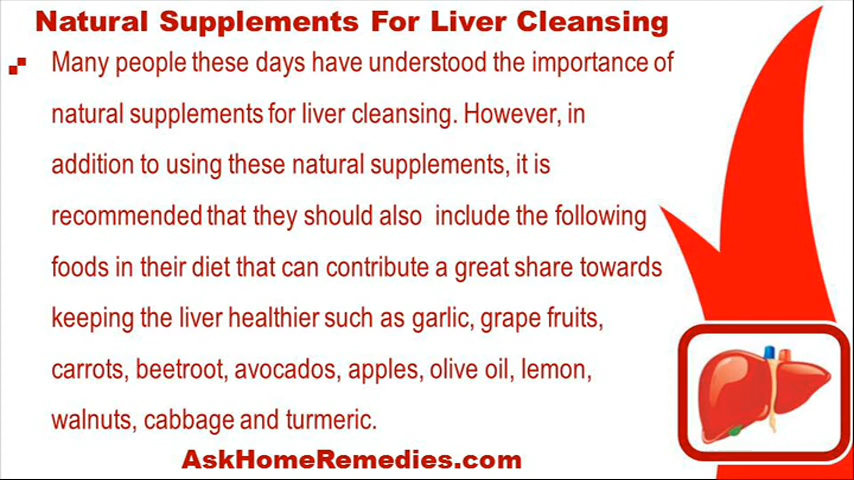 Natural Supplements For Liver Cleansing
Many people these days have understood the importance of
natural supplements for liver cleansing. However, in
addition to using these natural supplements, it is
recommended that they should also include the following
foods in their diet that can contribute a great share towards
keeping the liver healthier such as garlic, grape fruits,
carrots, beetroot, avocados, apples, olive oil, lemon,
walnuts, cabbage and turmeric.
AskHomeRemedies.com